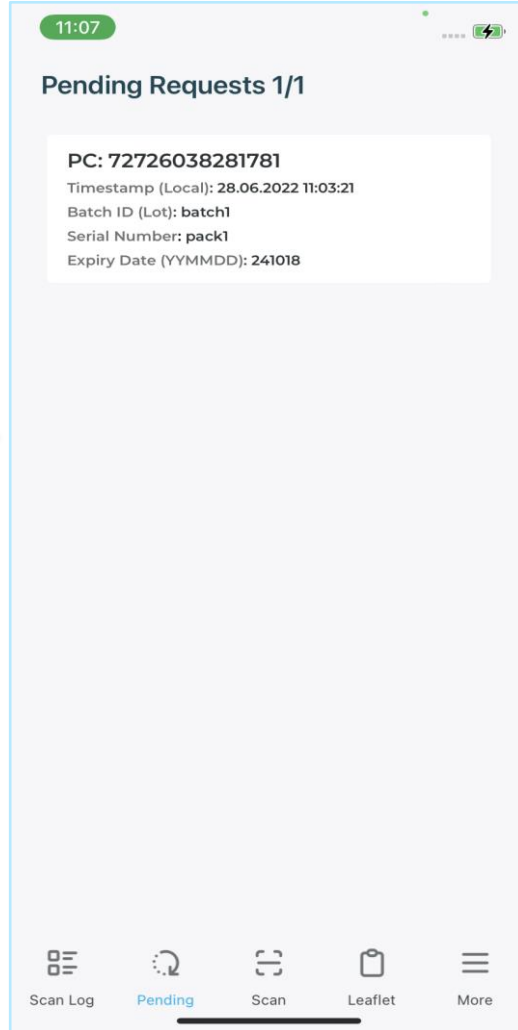 11:07
Pending Requests 1/1
PC: 72726038281781
Timestamp (Local): 28.06.2022 11:03:21
Batch ID (Lot): batch1
Serial Number: pack1
Expiry Date (YYMMDD): 241018
Scan Log Pending Scan Leaflet More